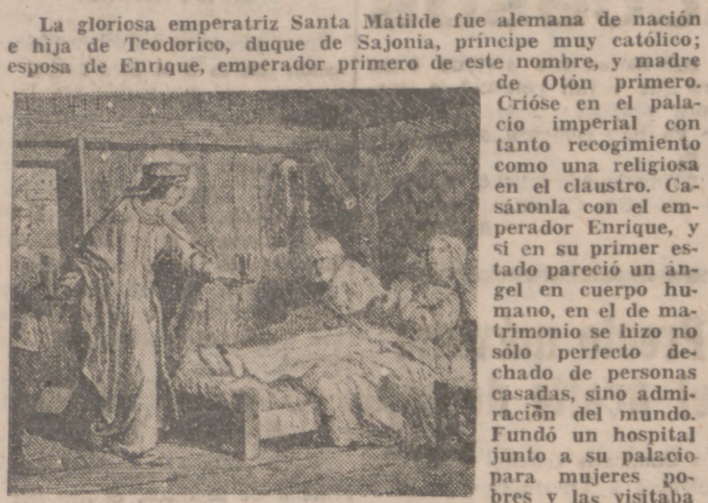 La gloriosa emperatriz Santa Matilde fue alemana de nación
e hija de Teodorico, duque de Sajonia, príncipe muy católico;
esposa de Enrique, emperador primero de este nombre, y madre
de Otón primero.
Crióse en el pala-
cio imperial con
tanto recogimiento
como una religiosa
en el claustro. Ca-
sáronla con el em-
perador Enrique, y
si en su primer es-
tado pareció un án-
gel en cuerpo hu-
mano, en el de ma-
trimonio se hizo no
sólo perfecto de-
chado de personas
casadas, sino admi-
ración del mundo.
Fundó un hospital
junto a su palacio
para mujeres po-
bres y las visitaba